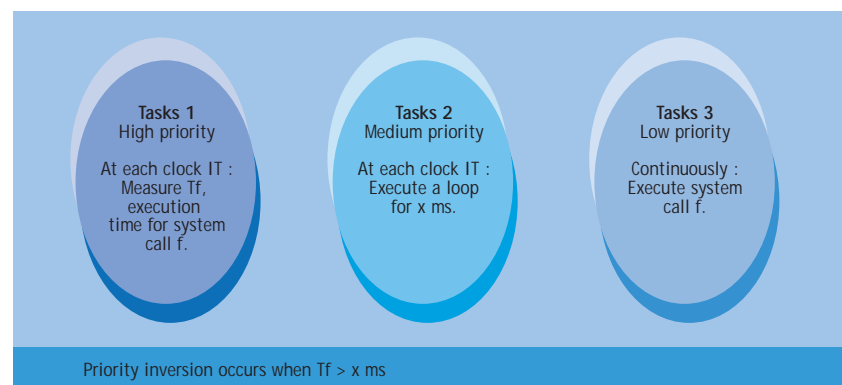 Tasks 1
High priority
At each clock IT :
Measure Tf,
execution
time for system
call f.
Tasks 2
Medium priority
At each clock IT :
Execute a loop
for x ms.
Tasks 3
Low priority
Continuously :
Execute system
call f.
Priority inversion occurs when Tf > x ms